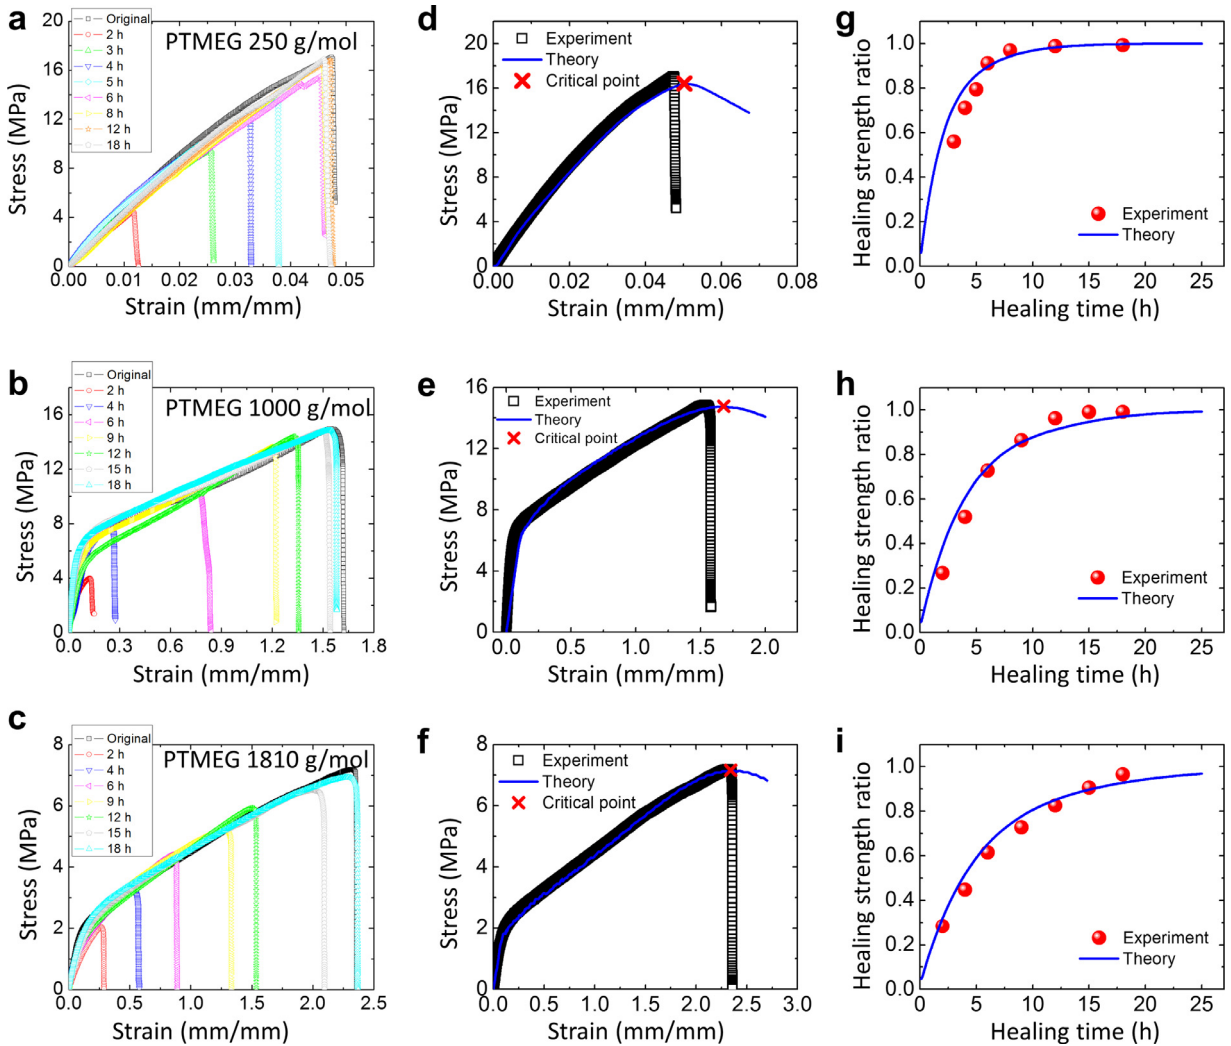 a
PTMEG 250 g/mol
Original
2 h
3 h
4 h
5 h
6 h
8 h
12 h
18 h
20
16
12
8
4
0
Stress (MPa)
0.00 0.01 0.02 0.03 0.04 0.05
Strain (mm/mm)
d
Experiment
Theory
Critical point
20
16
12
8
4
0
Stress (MPa)
0.00 0.02 0.04 0.06 0.08
Strain (mm/mm)
g
1.0
0.8
0.6
0.4
0.2
0.0
Healing strength ratio
Experiment
Theory
0 5 10 15 20 25
Healing time (h)
b
PTMEG 1000 g/mol
Original
2 h
4 h
6 h
9 h
12 h
15 h
18 h
16
14
12
10
8
6
4
2
0
Stress (MPa)
0.0 0.3 0.6 0.9 1.2 1.5 1.8
Strain (mm/mm)
e
Experiment
Theory
Critical point
16
12
8
4
0
Stress (MPa)
0.0 0.5 1.0 1.5 2.0
Strain (mm/mm)
h
1.0
0.8
0.6
0.4
0.2
0.0
Healing strength ratio
Experiment
Theory
0 5 10 15 20 25
Healing time (h)
c
PTMEG 1810 g/mol
Original
2 h
4 h
6 h
9 h
12 h
15 h
18 h
8
6
4
2
0
Stress (MPa)
0.0 0.5 1.0 1.5 2.0 2.5
Strain (mm/mm)
f
Experiment
Theory
Critical point
8
6
4
2
0
Stress (MPa)
0.0 0.5 1.0 1.5 2.0 2.5 3.0
Strain (mm/mm)
i
1.0
0.8
0.6
0.4
0.2
0.0
Healing strength ratio
Experiment
Theory
0 5 10 15 20 25
Healing time (h)